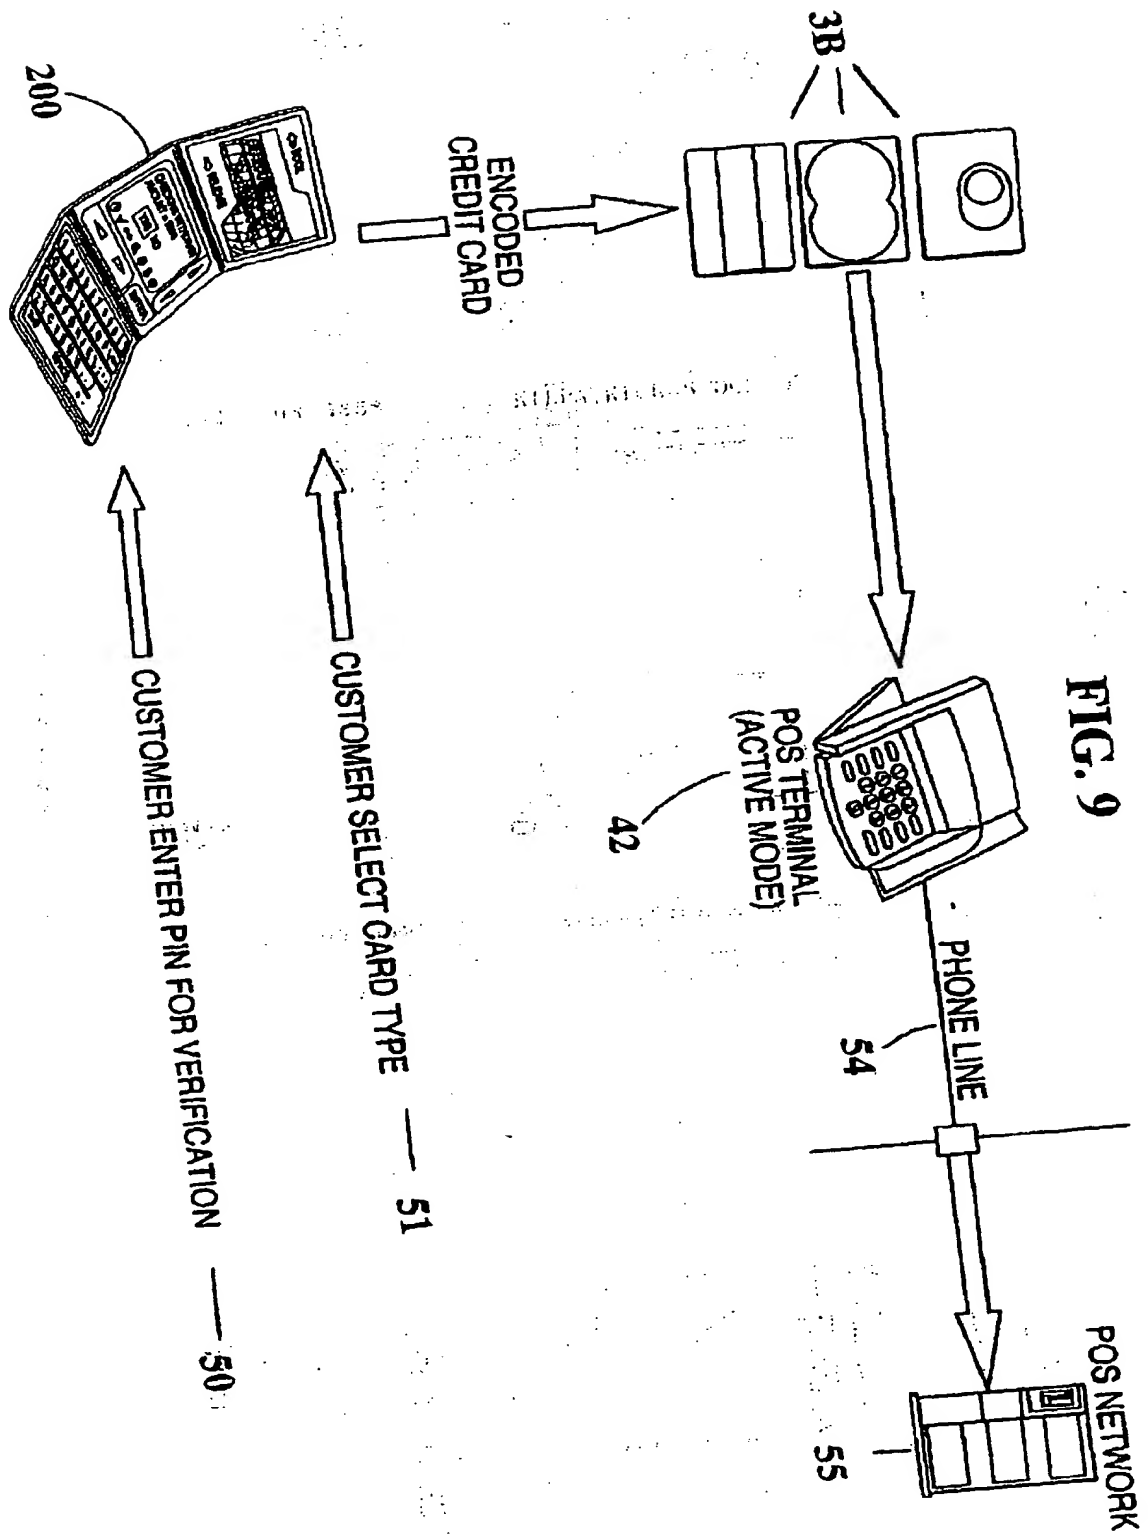 FIG. 9
3B
POS NETWORK
PHONE LINE
54
55
POS TERMINAL
(ACTIVE MODE)
42
ENCODED
CREDIT CARD
CUSTOMER SELECT CARD TYPE
51
200
CUSTOMER ENTER PIN FOR VERIFICATION
50